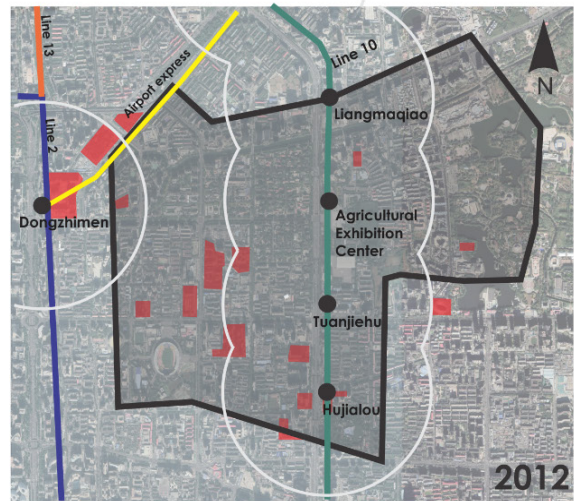 Line 13
Line 10
Airport express
N
Liangmaqiao
Line 2
Dongzhimen
Agricultural
Exhibition
Center
Tuanjiehu
Hujialou
2012